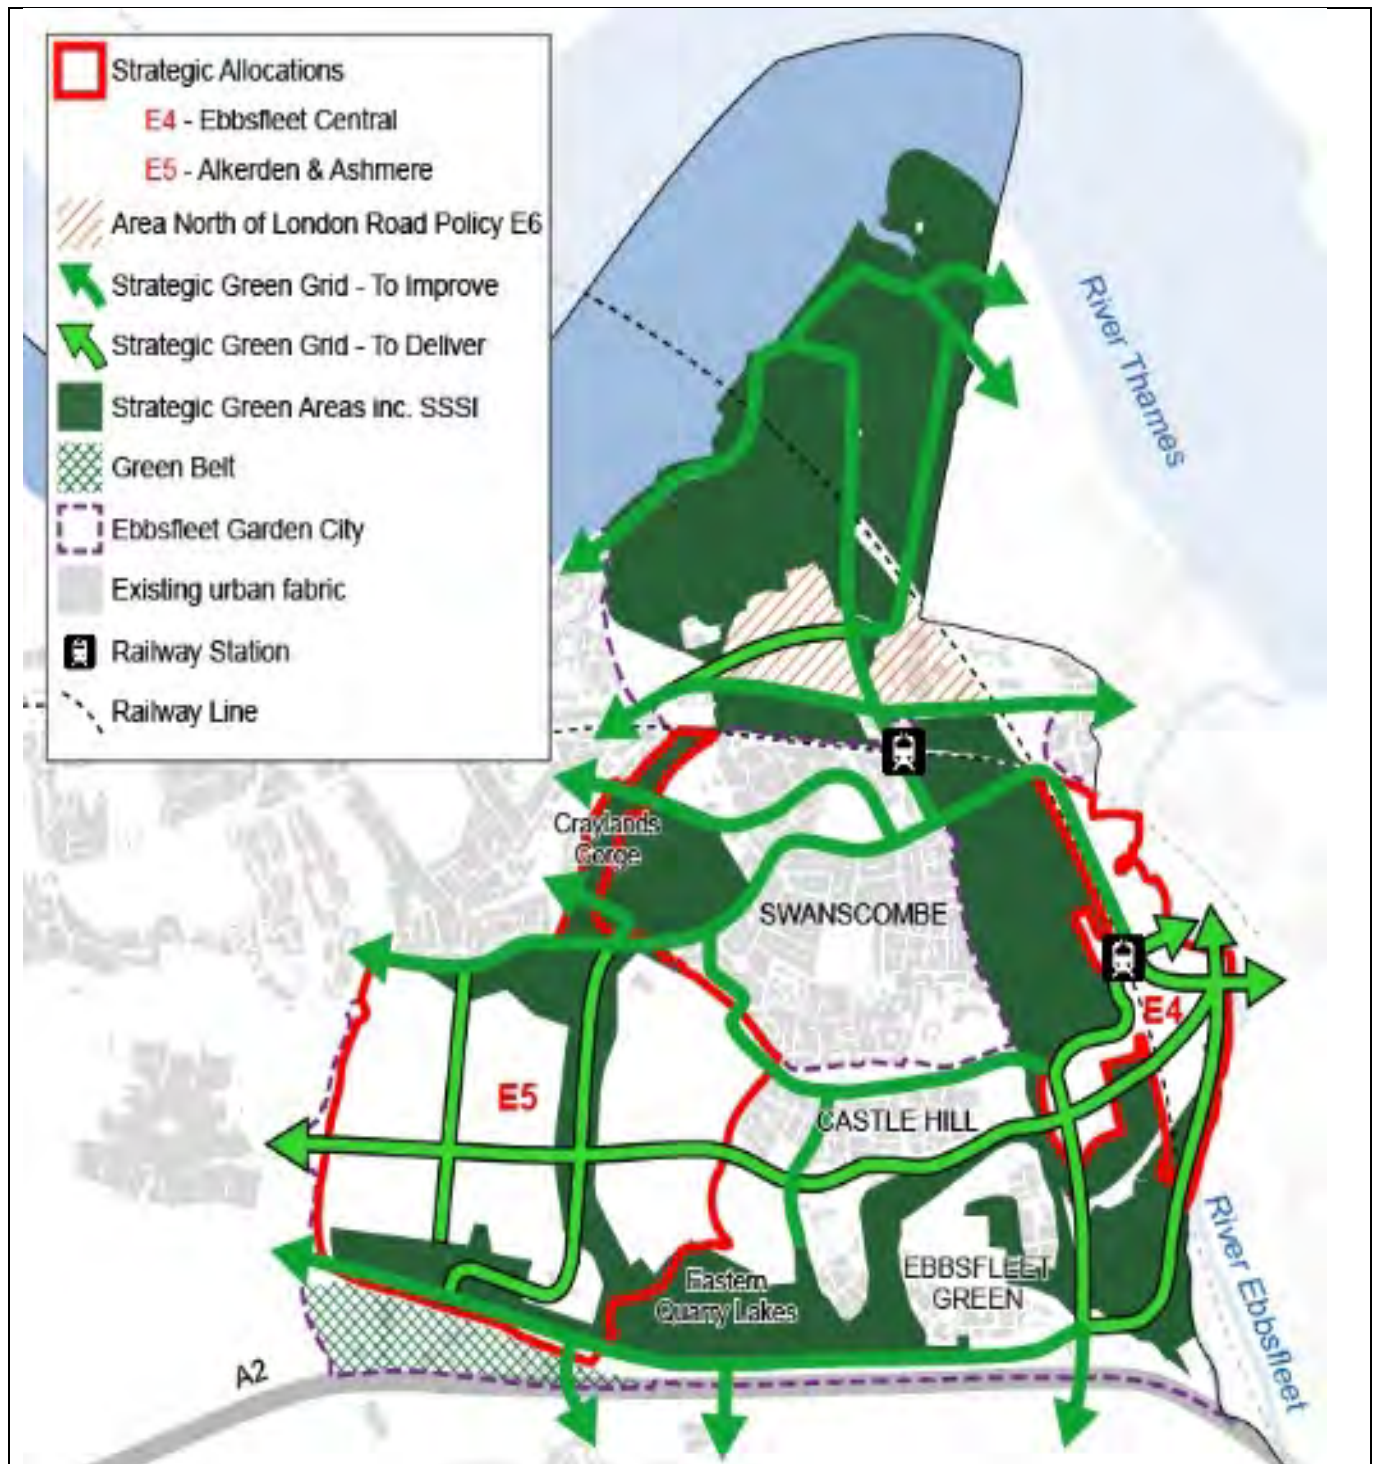 Strategic Allocations
E4 - Ebbsfleet Central
E5 - Alkerden & Ashmere
Area North of London Road Policy E6
Strategic Green Grid - To Improve
Strategic Green Grid - To Deliver
Strategic Green Areas inc. SSSI
Green Belt
Ebbsfleet Garden City
Existing urban fabric
Railway Station
Railway Line
River Thames
Craylands
Gorge
SWANSCOMBE
E4
E5
CASTLE HILL
EBBSFLEET
GREEN
Eastern
Quarry Lakes
River Ebbsfleet
A2